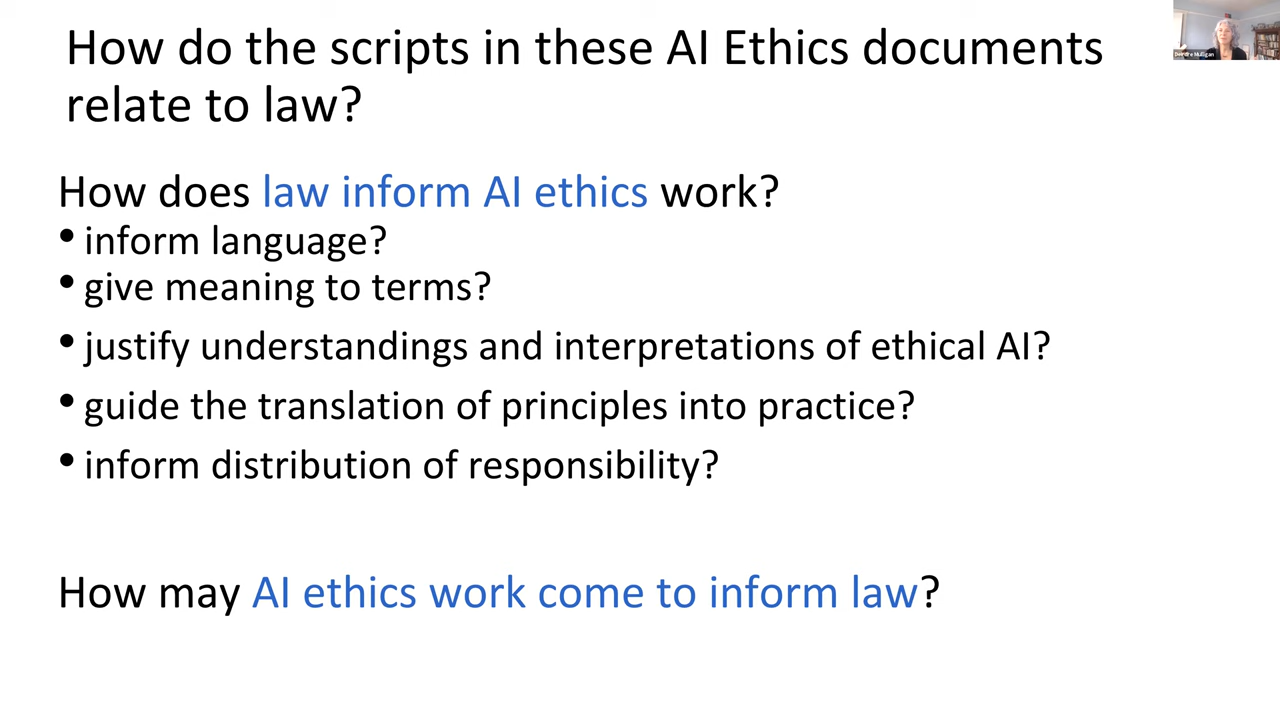 How do the scripts in these AI Ethics documents
relate to law?
Deirdre Mulligan
How does law inform AI ethics work?
• inform language?
• give meaning to terms?
• justify understandings and interpretations of ethical AI?
• guide the translation of principles into practice?
• inform distribution of responsibility?
How may AI ethics work come to inform law?